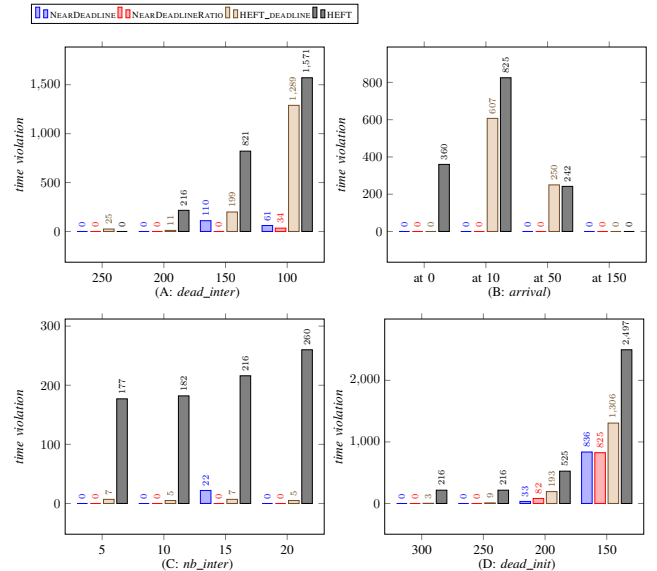 NEARDEADLINE NEARDEADLINERATIO HEFT_DEADLINE HEFT
time violation
1,500
1,000
500
0
0 0 25 0
0 0 11 216
110 0 199 821
61 34 1,289 1,571
250 200 150 100
(A: dead_inter)
time violation
800
600
400
200
0
0 0 0 360
0 0 607 825
0 0 250 242
0 0 0 0
at 0 at 10 at 50 at 150
(B: arrival)
time violation
300
200
100
0
0 0 7 177
0 0 5 182
22 0 7 216
0 0 5 260
5 10 15 20
(C: nb_inter)
time violation
2,000
1,000
0
0 0 3 216
0 0 9 216
33 82 193 525
836 825 1,306 2,497
300 250 200 150
(D: dead_init)